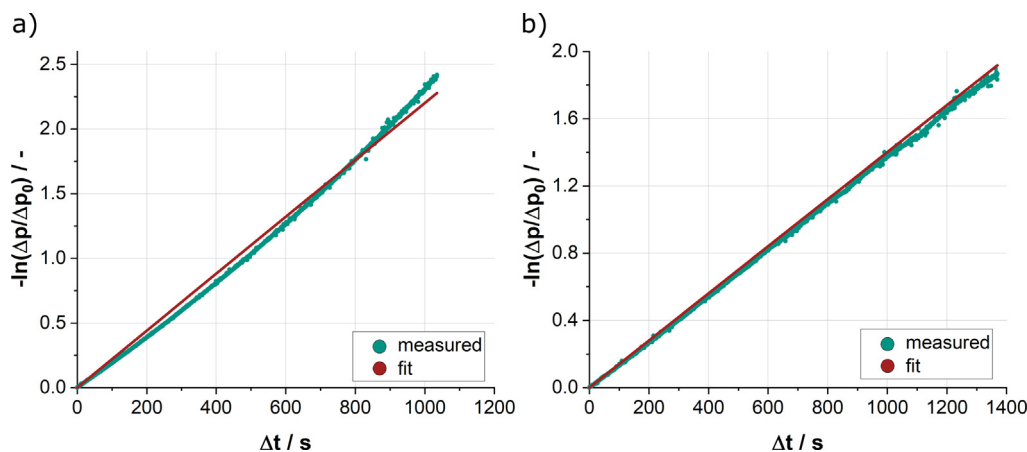 a)
-ln(Δp/Δp₀) / -
2.5
2.0
1.5
1.0
0.5
0.0
0 200 400 600 800 1000 1200
Δt / s
measured
fit
b)
-ln(Δp/Δp₀) / -
2.0
1.6
1.2
0.8
0.4
0.0
0 200 400 600 800 1000 1200 1400
Δt / s
measured
fit